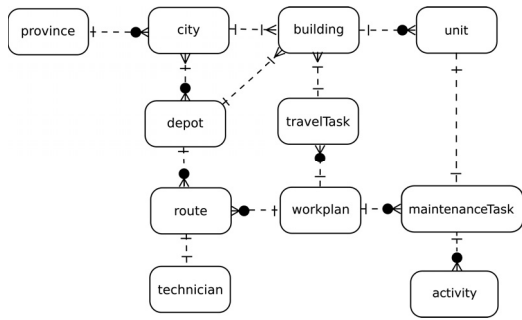 province
city
building
unit
depot
travelTask
route
workplan
maintenanceTask
technician
activity